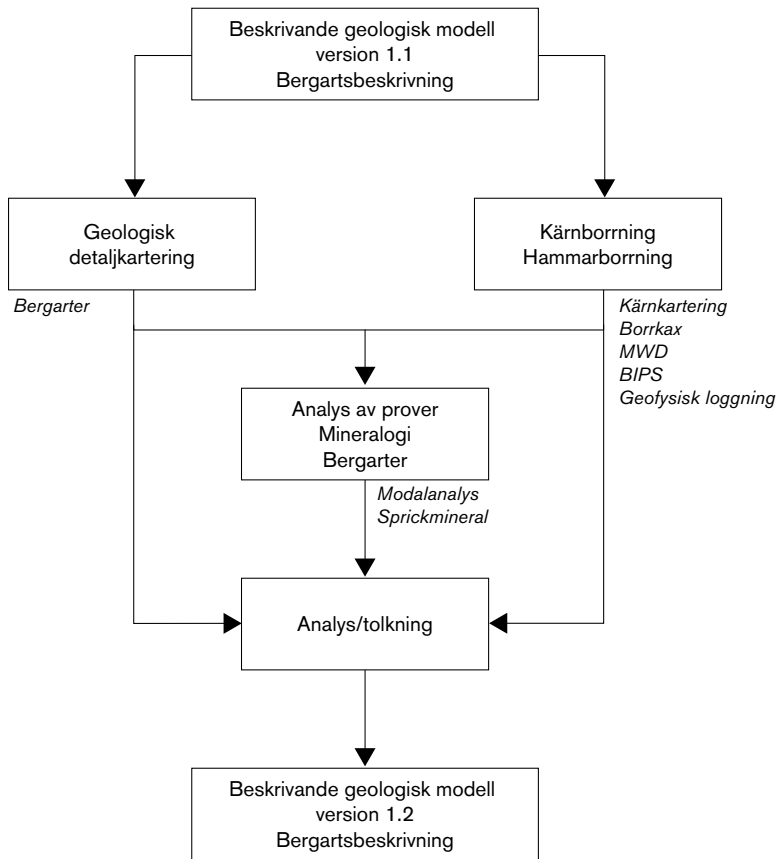 Beskrivande geologisk modell
version 1.1
Bergartsbeskrivning
Geologisk
detaljkartering
Kärnborrning
Hammarborrning
Bergarter
Kärnkartering
Borrkax
MWD
BIPS
Geofysisk loggning
Analys av prover
Mineralogi
Bergarter
Modalanalys
Sprickmineral
Analys/tolkning
Beskrivande geologisk modell
version 1.2
Bergartsbeskrivning